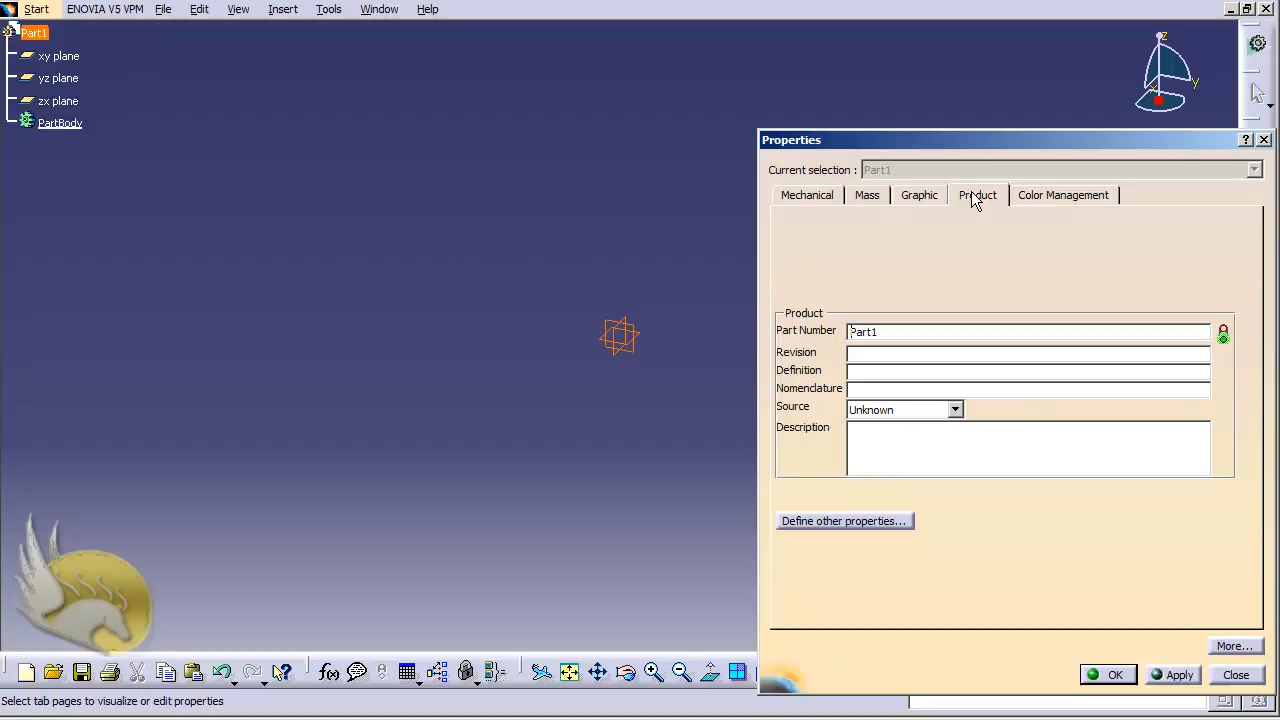 Start ENOVIA V5 VPM File Edit View Insert Tools Window Help
Part1
xy plane
yz plane
zx plane
PartBody
z
y
x
Properties
Current selection : Part1
Mechanical Mass Graphic Product Color Management
Product
Part Number Part1
Revision
Definition
Nomenclature
Source Unknown
Description
Define other properties...
More...
OK Apply Close
Select tab pages to visualize or edit properties